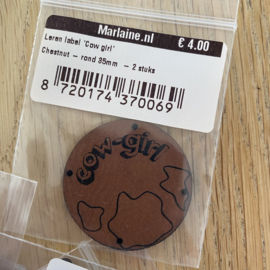 Marlaine.nl € 4.00
Leren label 'Cow girl'
Chestnut - rond 35mm - 2 stuks
8 720174 370069
cow-girl